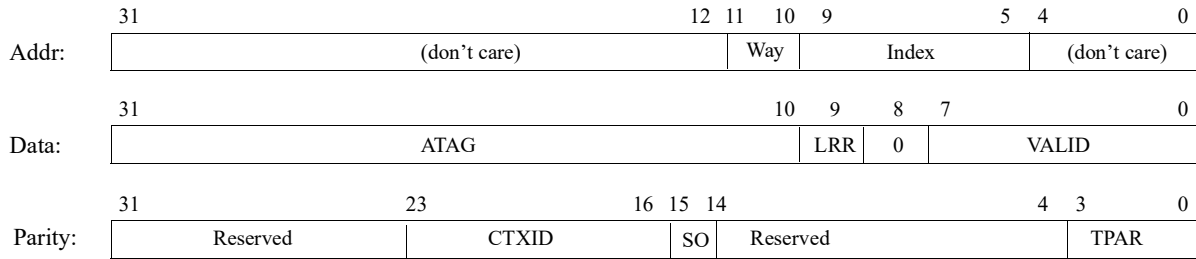 31 12 11 10 9 5 4 0
Addr: (don’t care) Way Index (don’t care)
31 10 9 8 7 0
Data: ATAG LRR 0 VALID
31 23 16 15 14 4 3 0
Parity: Reserved CTXID SO Reserved TPAR